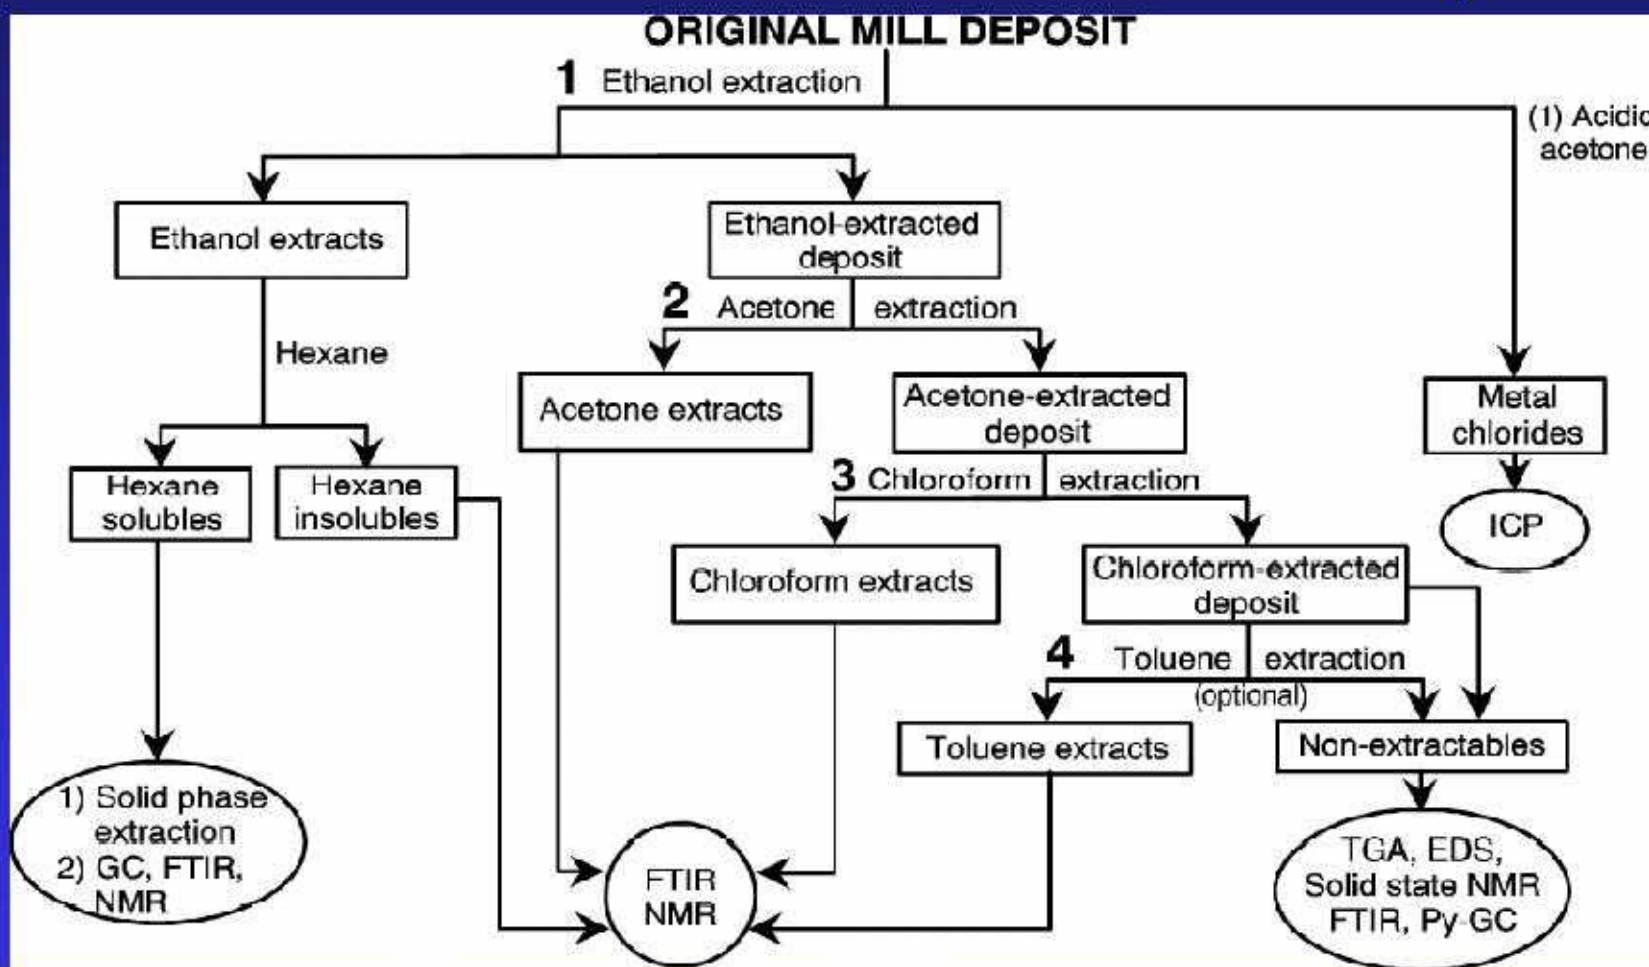 ORIGINAL MILL DEPOSIT
1 Ethanol extraction
(1) Acidic
acetone
Ethanol extracts
Ethanol-extracted
deposit
2 Acetone extraction
Hexane
Acetone extracts
Acetone-extracted
deposit
Metal
chlorides
3 Chloroform extraction
Hexane
solubles
Hexane
insolubles
ICP
Chloroform extracts
Chloroform-extracted
deposit
4 Toluene extraction
(optional)
Toluene extracts
Non-extractables
1) Solid phase
extraction
2) GC, FTIR,
NMR
FTIR
NMR
TGA, EDS,
Solid state NMR
FTIR, Py-GC